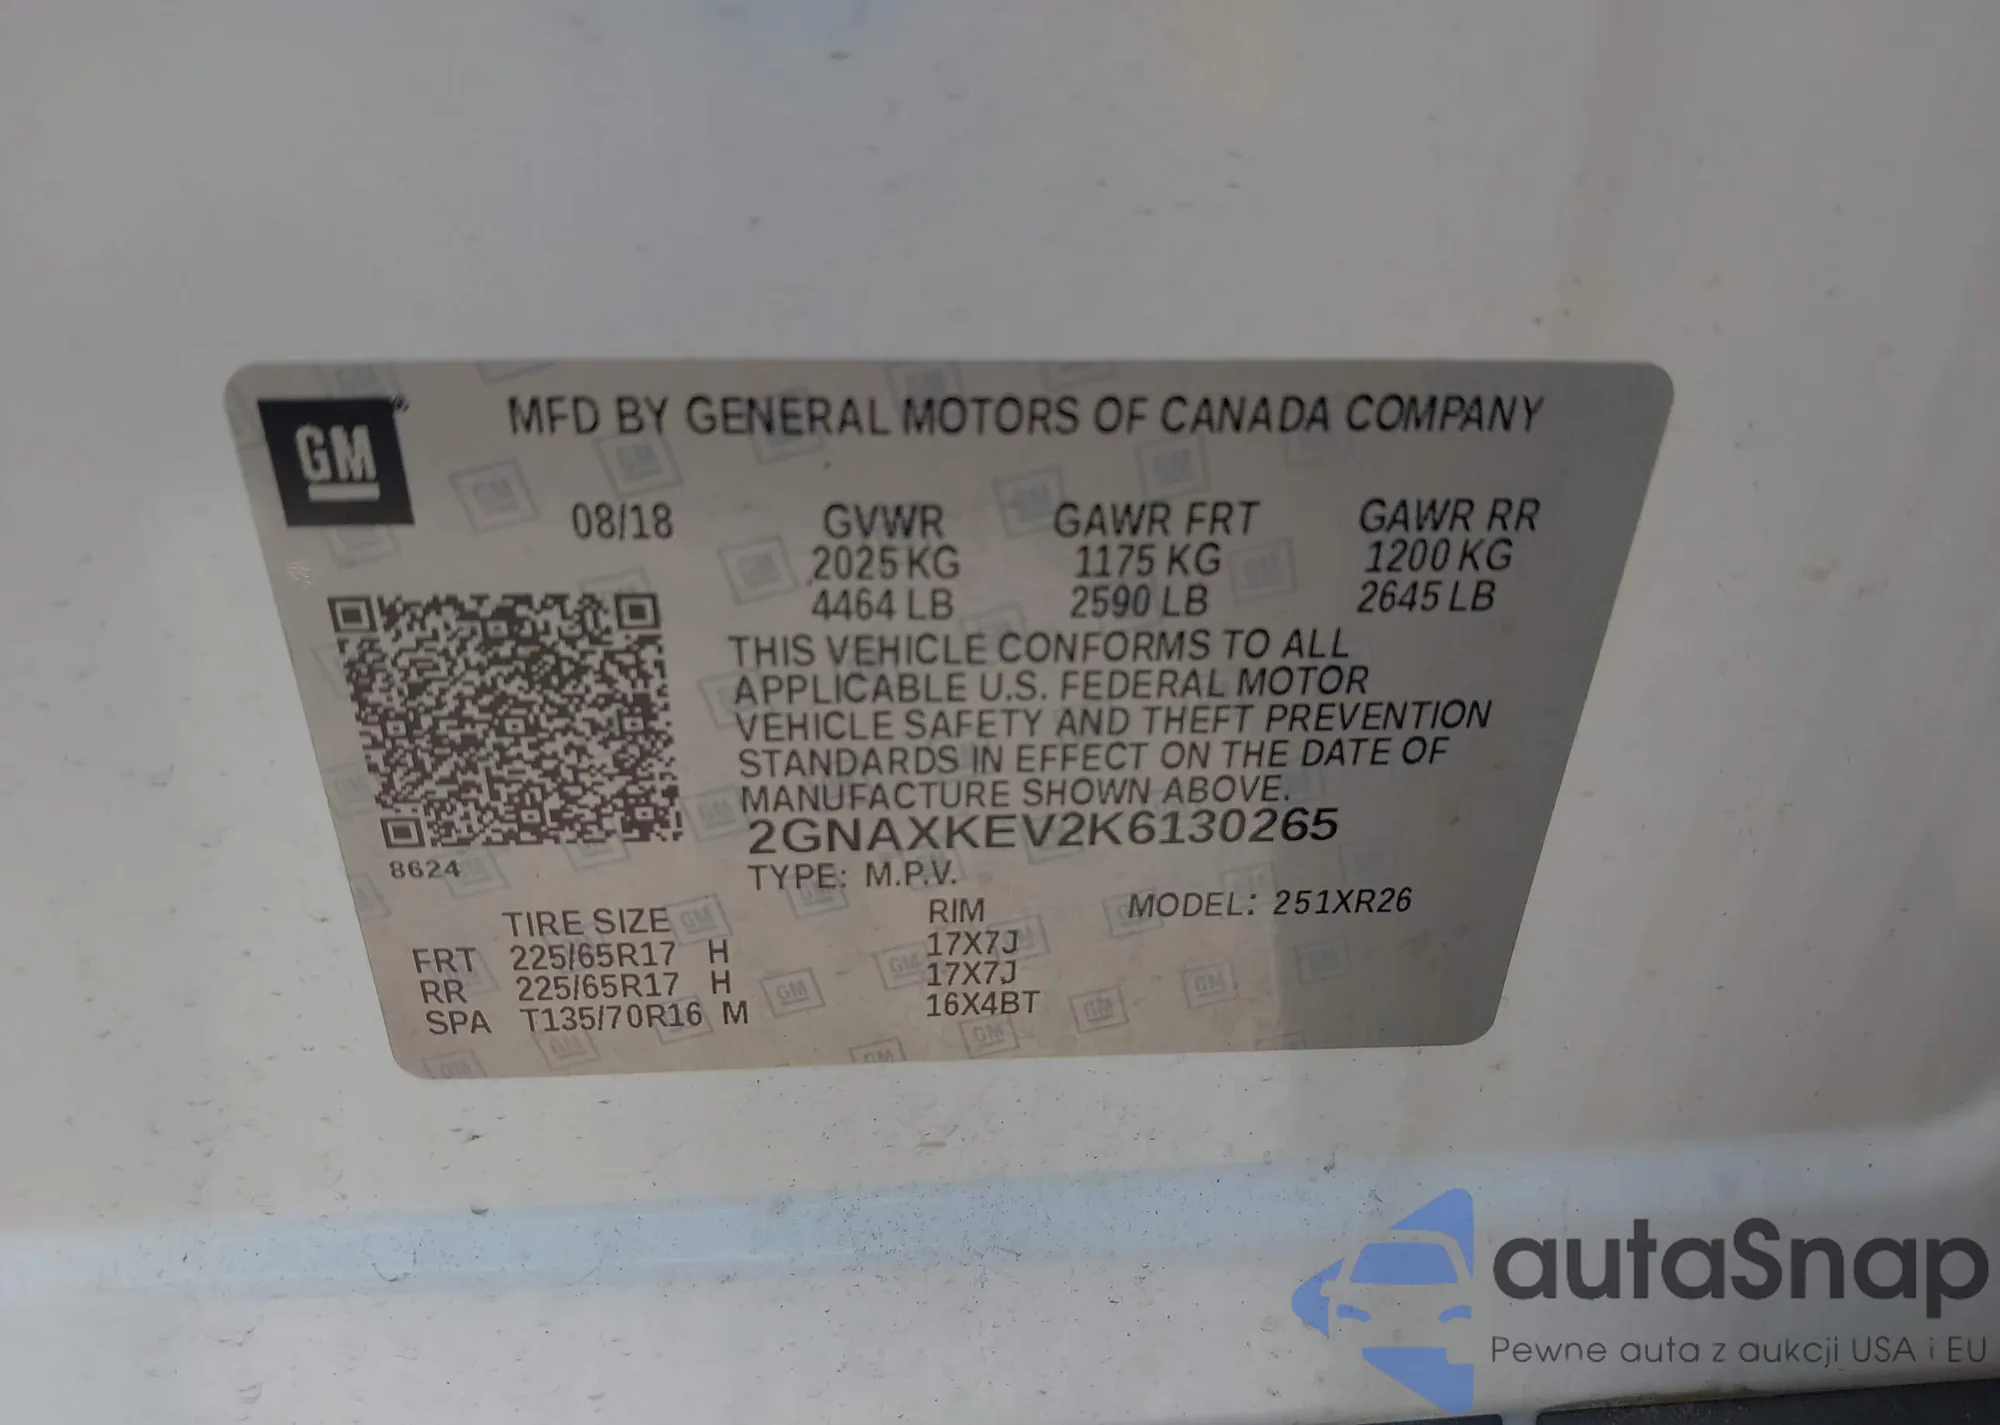 GM
MFD BY GENERAL MOTORS OF CANADA COMPANY
08/18 GVWR GAWR FRT GAWR RR
2025 KG 1175 KG 1200 KG
4464 LB 2590 LB 2645 LB
THIS VEHICLE CONFORMS TO ALL
APPLICABLE U.S. FEDERAL MOTOR
VEHICLE SAFETY AND THEFT PREVENTION
STANDARDS IN EFFECT ON THE DATE OF
MANUFACTURE SHOWN ABOVE.
2GNAXKEV2K6130265
8624
TYPE: M.P.V.
MODEL: 251XR26
TIRE SIZE RIM
FRT 225/65R17 H 17X7J
RR 225/65R17 H 17X7J
SPA T135/70R16 M 16X4BT
autaSnap
Pewne auta z aukcji USA i EU